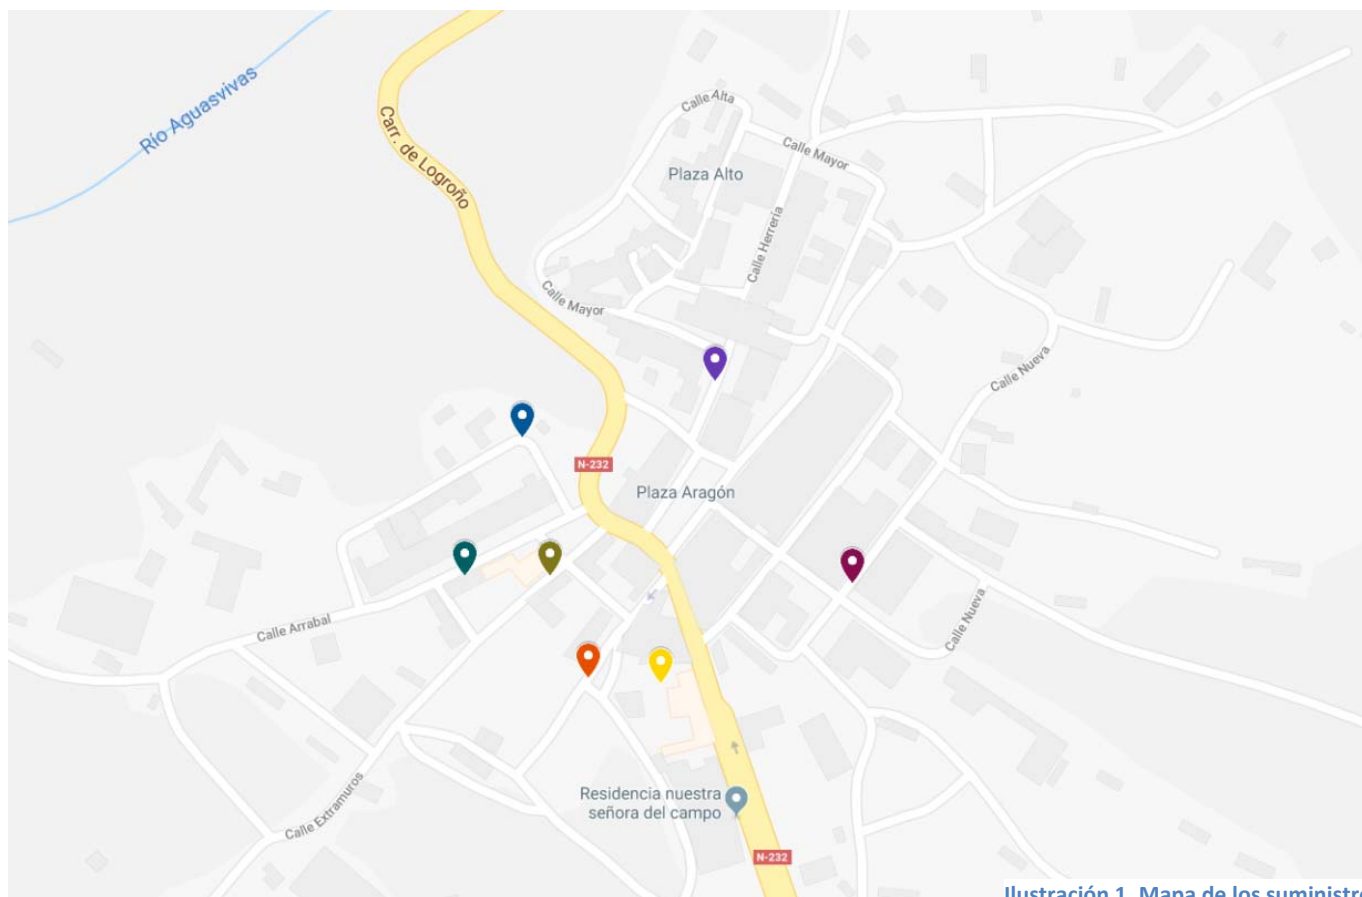 Calle Alta
Río Aguasvivas
Carr. de Logroño
Calle Mayor
Plaza Alto
Calle Herrería
Calle Mayor
Calle Nueva
N-232
Plaza Aragón
Calle Nueva
Calle Arrabal
Residencia nuestra
señora del campo
Calle Extramuros
N-232
Ilustración 1. Mapa de los suministro